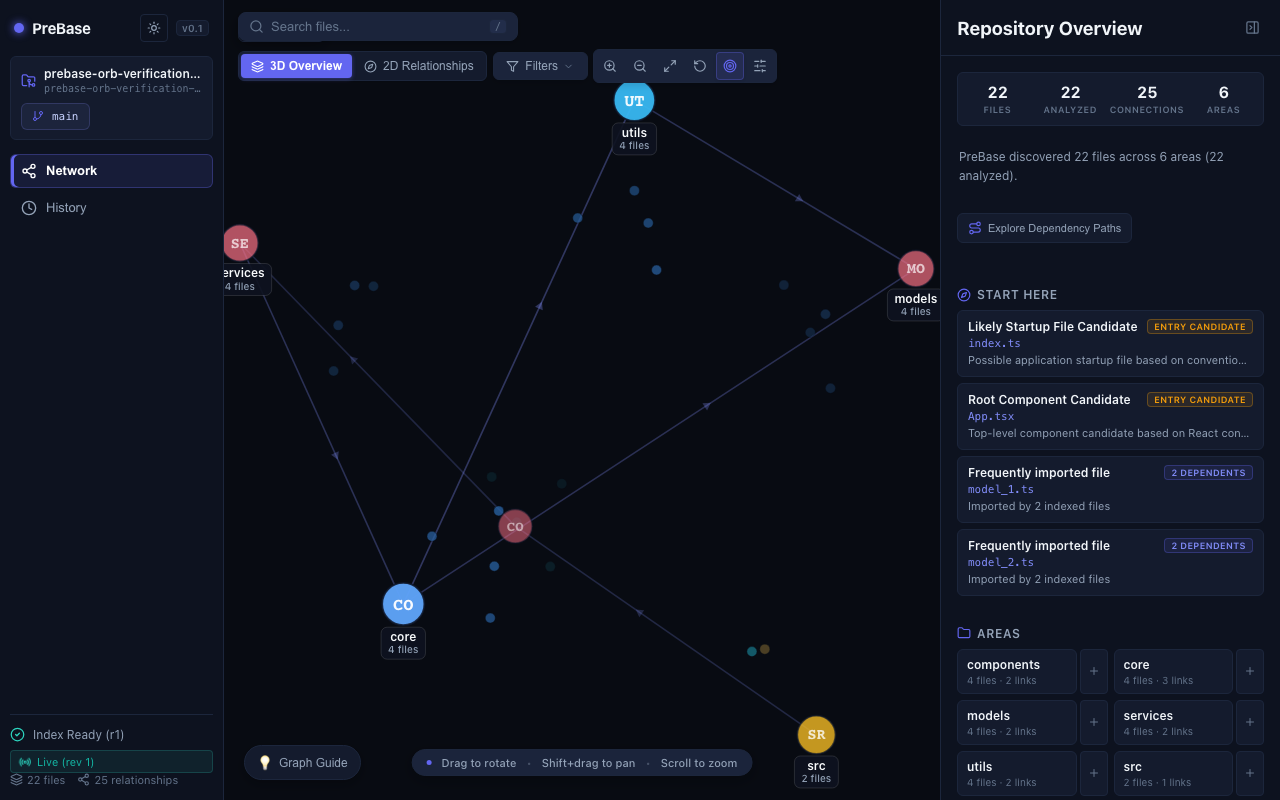 PreBase
v0.1
prebase-orb-verification...
prebase-orb-verification-...
main
Network
History
Index Ready (r1)
Live (rev 1)
22 files
25 relationships
Search files...
/
3D Overview
2D Relationships
Filters
UT
utils
4 files
SE
ervices
4 files
MO
models
4 files
CO
CO
core
4 files
SR
src
2 files
Graph Guide
Drag to rotate · Shift+drag to pan · Scroll to zoom
Repository Overview
22 22 25 6
FILES ANALYZED CONNECTIONS AREAS
PreBase discovered 22 files across 6 areas (22
analyzed).
Explore Dependency Paths
START HERE
Likely Startup File Candidate ENTRY CANDIDATE
index.ts
Possible application startup file based on conventio...
Root Component Candidate ENTRY CANDIDATE
App.tsx
Top-level component candidate based on React con...
Frequently imported file 2 DEPENDENTS
model_1.ts
Imported by 2 indexed files
Frequently imported file 2 DEPENDENTS
model_2.ts
Imported by 2 indexed files
AREAS
components
4 files · 2 links
+
core
4 files · 3 links
+
models
4 files · 2 links
+
services
4 files · 2 links
+
utils
4 files · 2 links
+
src
2 files · 1 links
+